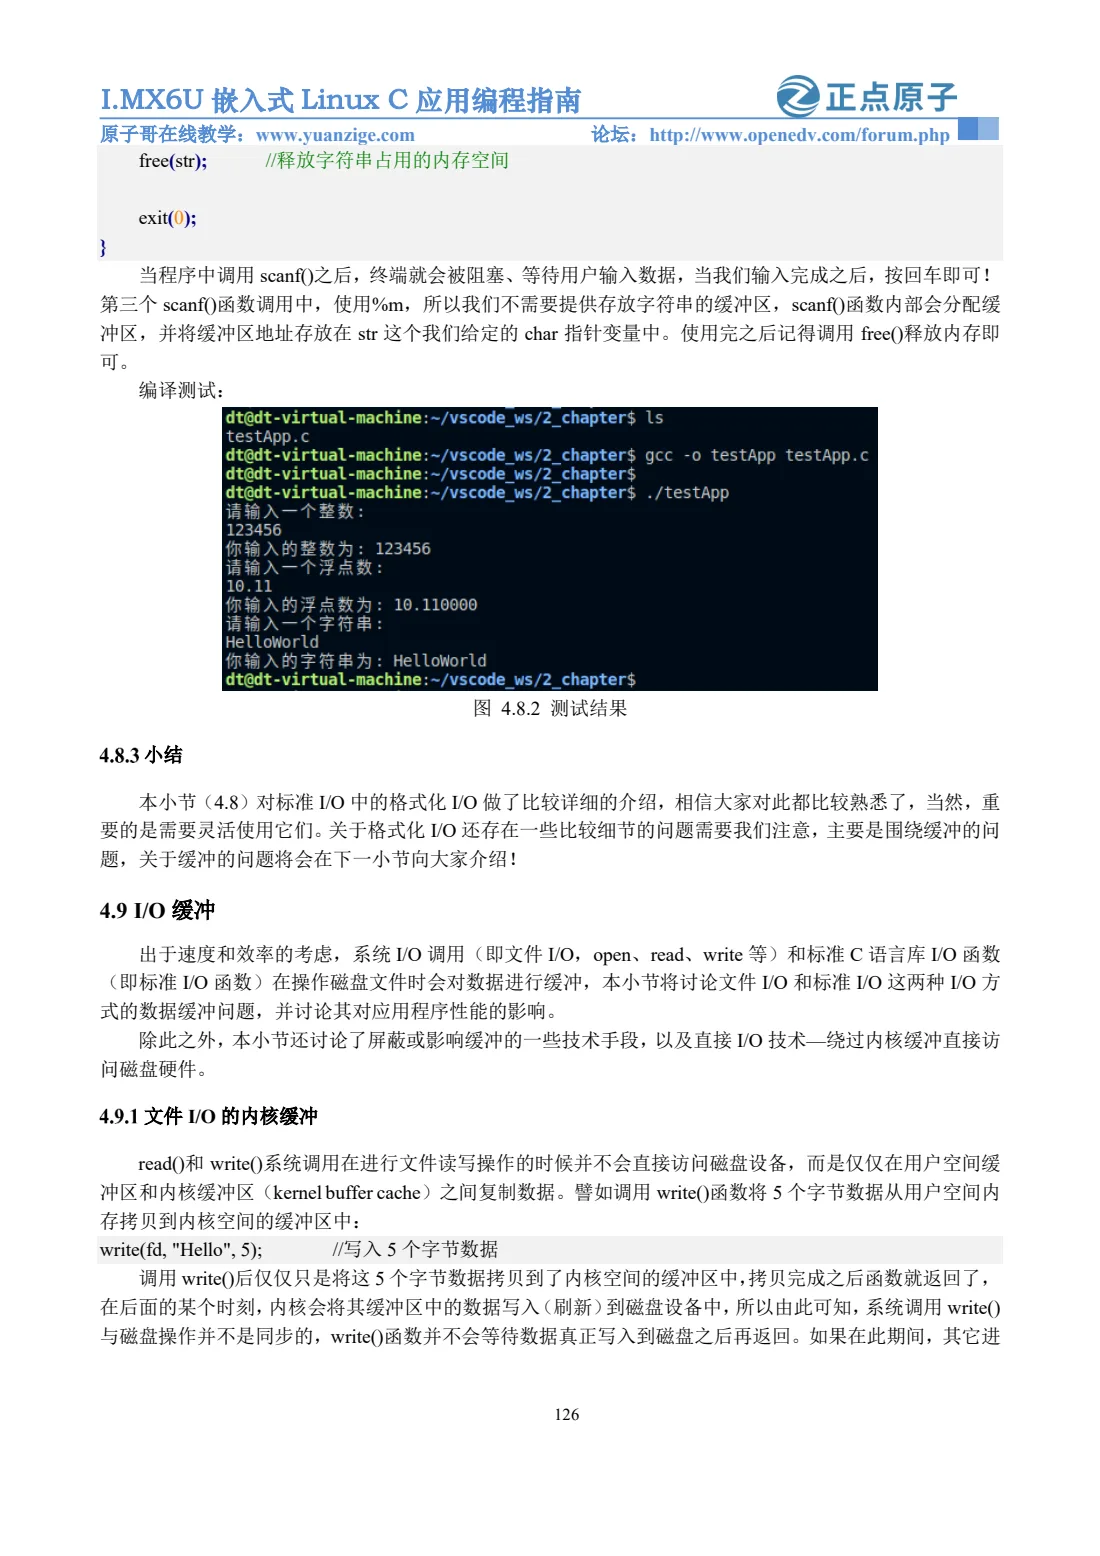 I.MX6U 嵌入式 Linux C 应用编程指南
正点原子
原子哥在线教学：www.yuanzige.com 论坛：http://www.openedv.com/forum.php
free(str); //释放字符串占用的内存空间
exit(0);
}
当程序中调用 scanf()之后，终端就会被阻塞、等待用户输入数据，当我们输入完成之后，按回车即可！
第三个 scanf()函数调用中，使用%m，所以我们不需要提供存放字符串的缓冲区，scanf()函数内部会分配缓
冲区，并将缓冲区地址存放在 str 这个我们给定的 char 指针变量中。使用完之后记得调用 free()释放内存即
可。
编译测试：
dt@dt-virtual-machine:~/vscode_ws/2_chapter$ ls
testApp.c
dt@dt-virtual-machine:~/vscode_ws/2_chapter$ gcc -o testApp testApp.c
dt@dt-virtual-machine:~/vscode_ws/2_chapter$
dt@dt-virtual-machine:~/vscode_ws/2_chapter$ ./testApp
请输入一个整数:
123456
你输入的整数为: 123456
请输入一个浮点数:
10.11
你输入的浮点数为: 10.110000
请输入一个字符串:
HelloWorld
你输入的字符串为: HelloWorld
dt@dt-virtual-machine:~/vscode_ws/2_chapter$
图 4.8.2 测试结果
4.8.3 小结
本小节（4.8）对标准 I/O 中的格式化 I/O 做了比较详细的介绍，相信大家对此都比较熟悉了，当然，重
要的是需要灵活使用它们。关于格式化 I/O 还存在一些比较细节的问题需要我们注意，主要是围绕缓冲的问
题，关于缓冲的问题将会在下一小节向大家介绍！
4.9 I/O 缓冲
出于速度和效率的考虑，系统 I/O 调用（即文件 I/O，open、read、write 等）和标准 C 语言库 I/O 函数
（即标准 I/O 函数）在操作磁盘文件时会对数据进行缓冲，本小节将讨论文件 I/O 和标准 I/O 这两种 I/O 方
式的数据缓冲问题，并讨论其对应用程序性能的影响。
除此之外，本小节还讨论了屏蔽或影响缓冲的一些技术手段，以及直接 I/O 技术—绕过内核缓冲直接访
问磁盘硬件。
4.9.1 文件 I/O 的内核缓冲
read()和 write()系统调用在进行文件读写操作的时候并不会直接访问磁盘设备，而是仅仅在用户空间缓
冲区和内核缓冲区（kernel buffer cache）之间复制数据。譬如调用 write()函数将 5 个字节数据从用户空间内
存拷贝到内核空间的缓冲区中：
write(fd, "Hello", 5); //写入 5 个字节数据
调用 write()后仅仅只是将这 5 个字节数据拷贝到了内核空间的缓冲区中，拷贝完成之后函数就返回了，
在后面的某个时刻，内核会将其缓冲区中的数据写入（刷新）到磁盘设备中，所以由此可知，系统调用 write()
与磁盘操作并不是同步的，write()函数并不会等待数据真正写入到磁盘之后再返回。如果在此期间，其它进
126